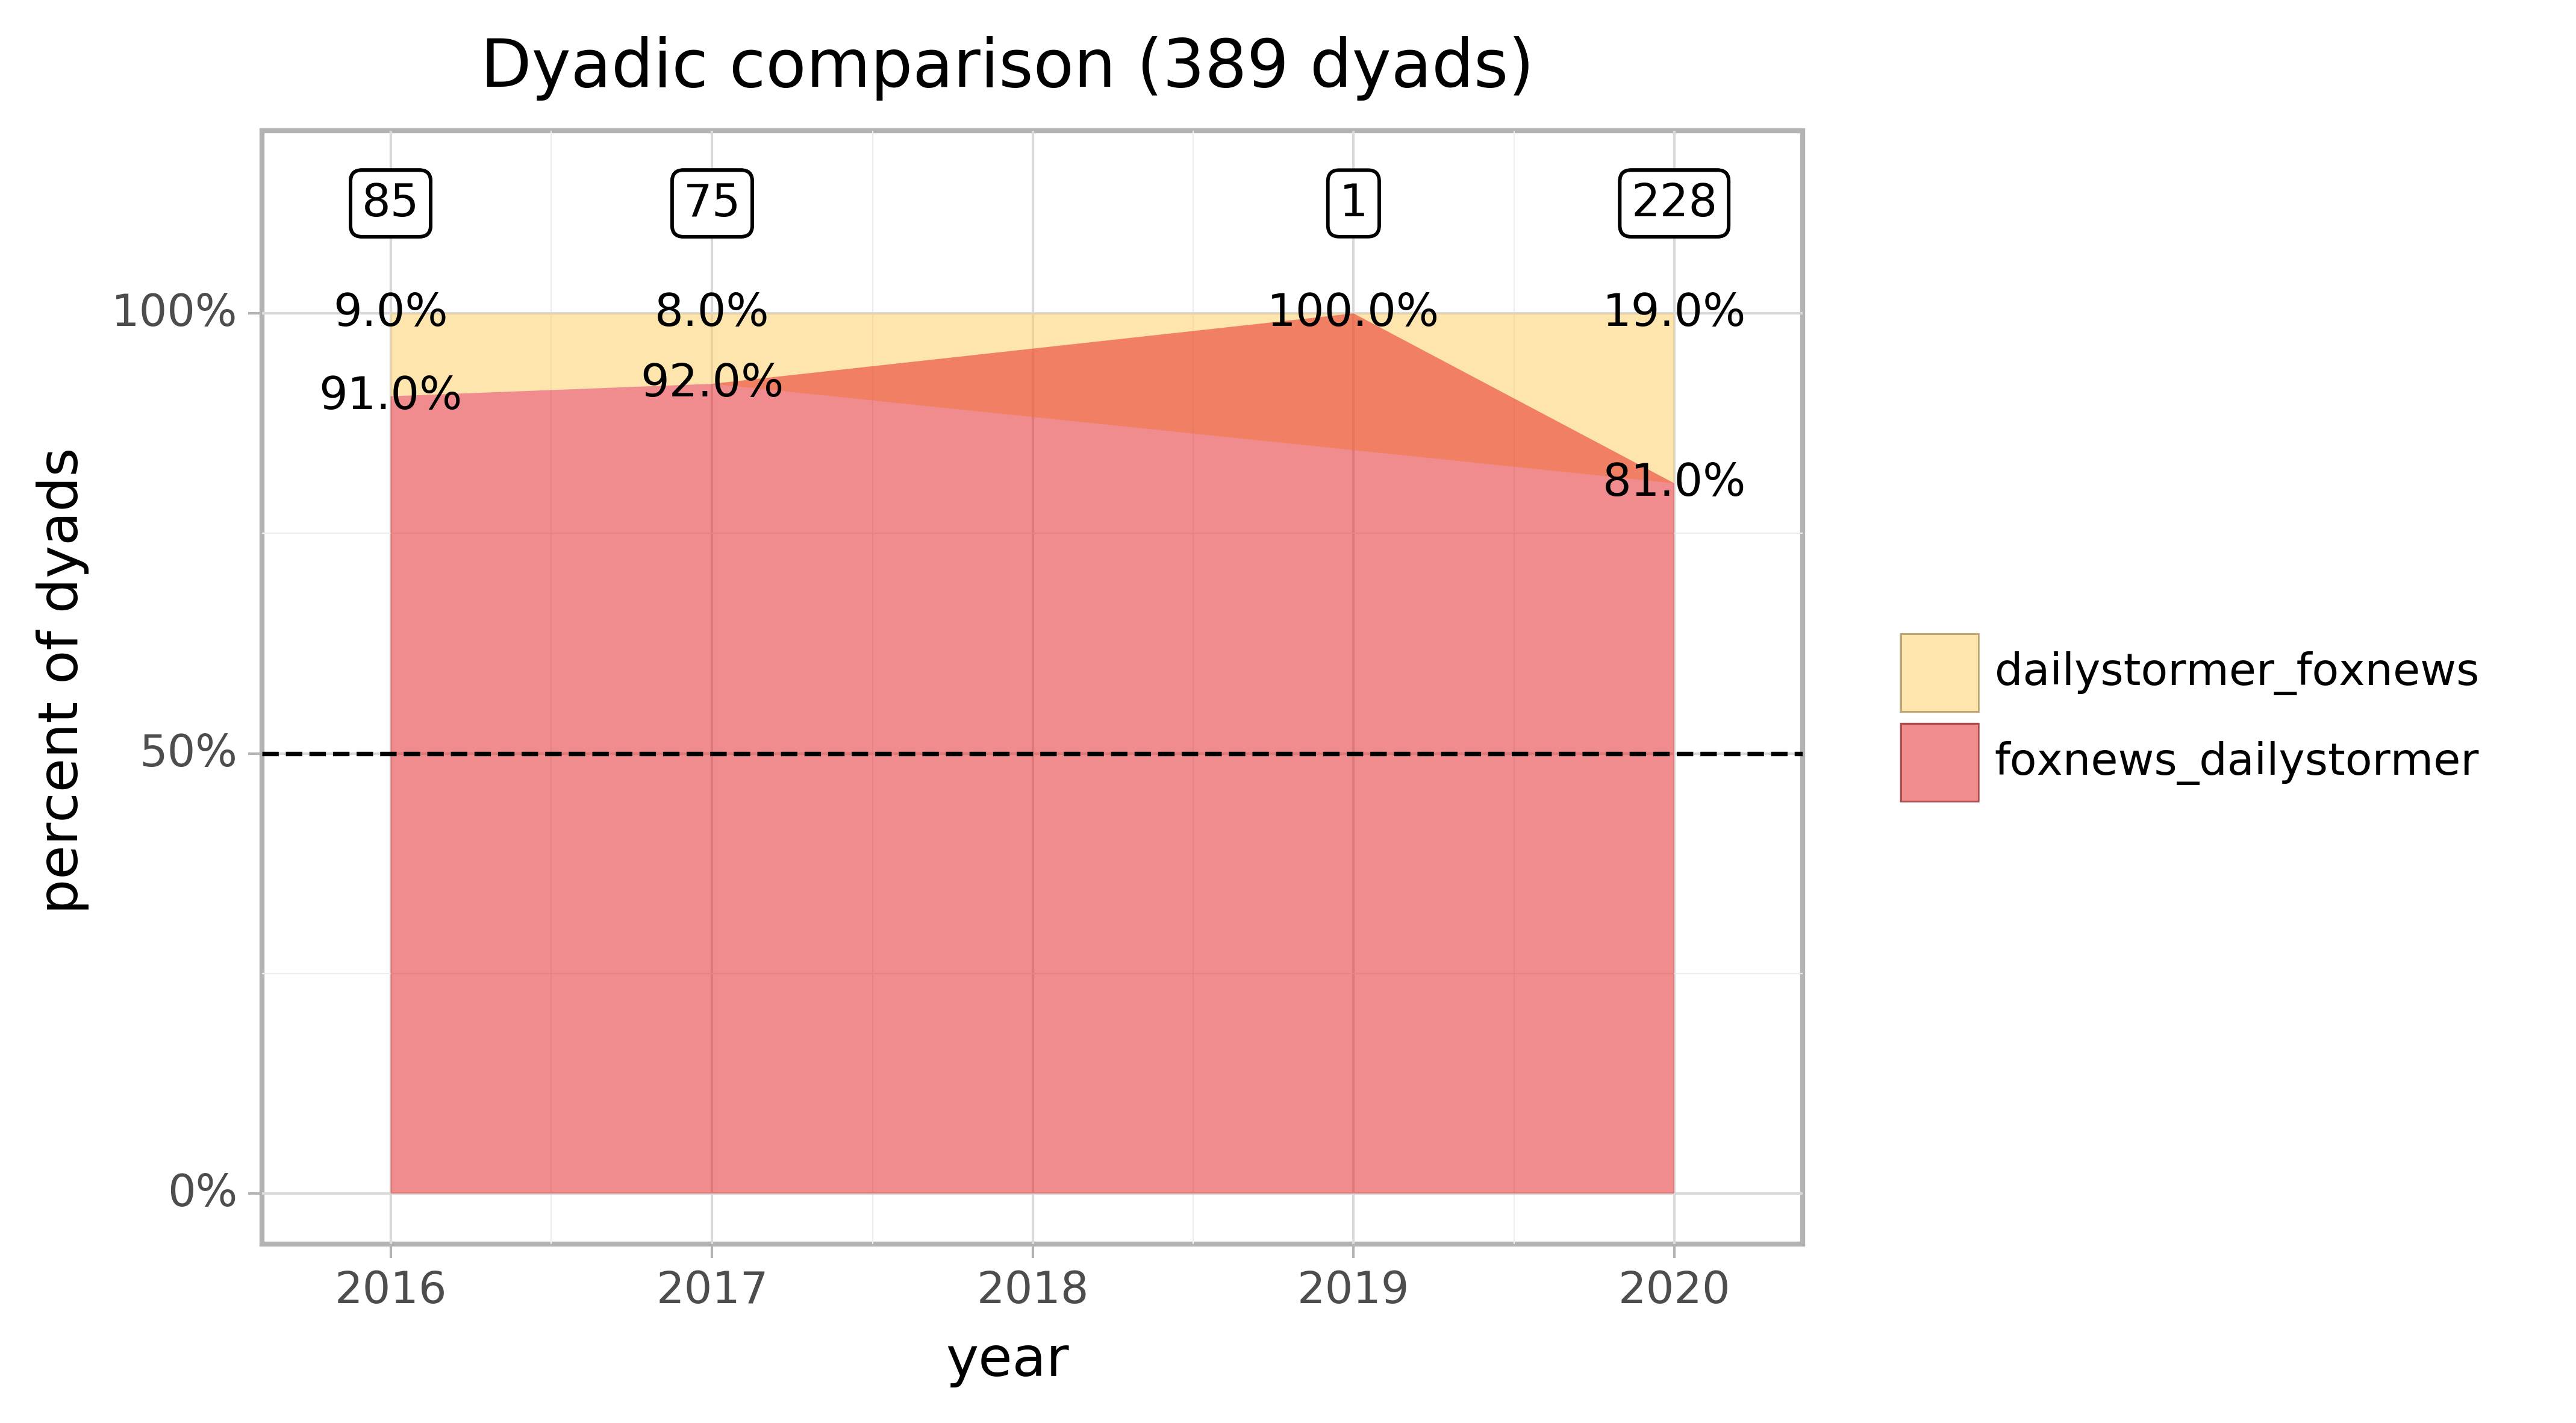 Dyadic comparison (389 dyads)
85 75 1 228
9.0% 8.0% 100.0% 19.0%
91.0% 92.0% 81.0%
100%
50%
0%
percent of dyads
2016 2017 2018 2019 2020
year
dailystormer_foxnews
foxnews_dailystormer